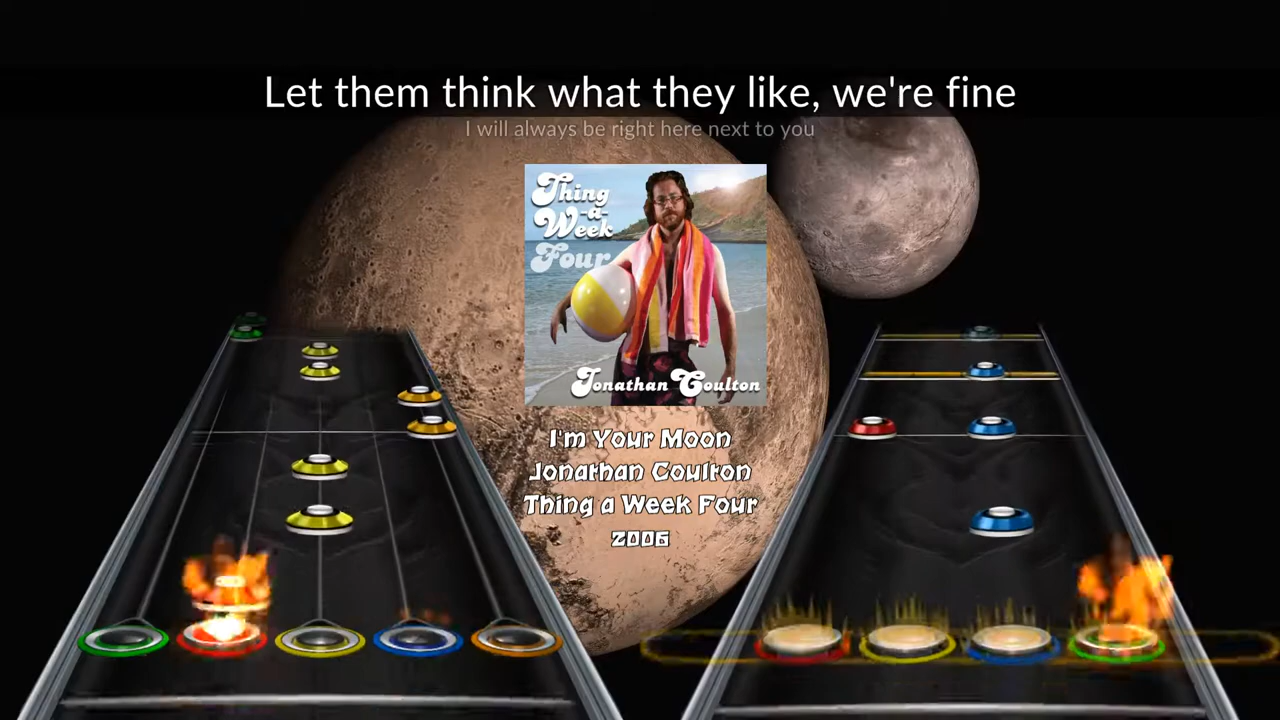 Let them think what they like, we're fine
I will always be right here next to you
Thing
-a-
Week
Four
Jonathan Coulton
I'm Your Moon
Jonathan Coulton
Thing a Week Four
2006